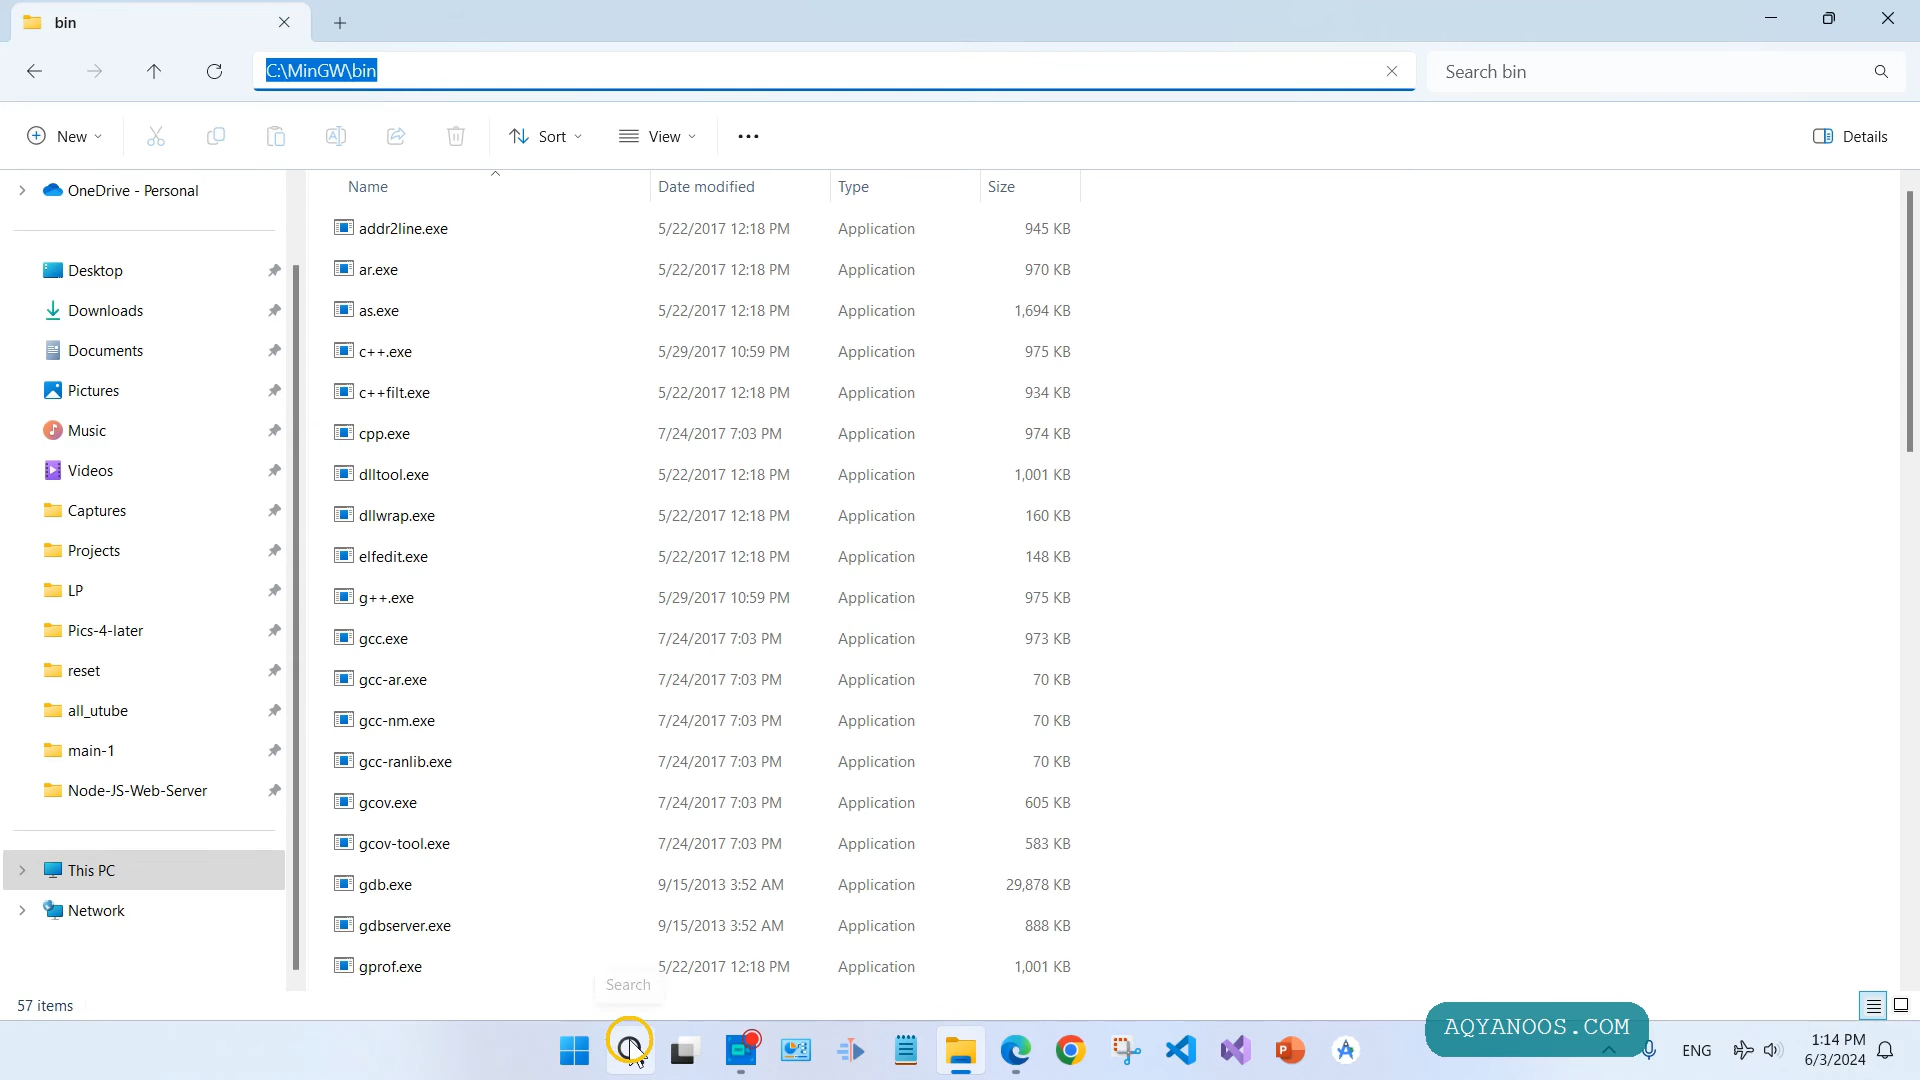 bin
C:\MinGW\bin
Search bin
New
Sort
View
Details
OneDrive - Personal
Desktop
Downloads
Documents
Pictures
Music
Videos
Captures
Projects
LP
Pics-4-later
reset
all_utube
main-1
Node-JS-Web-Server
This PC
Network
Name Date modified Type Size
addr2line.exe 5/22/2017 12:18 PM Application 945 KB
ar.exe 5/22/2017 12:18 PM Application 970 KB
as.exe 5/22/2017 12:18 PM Application 1,694 KB
c++.exe 5/29/2017 10:59 PM Application 975 KB
c++filt.exe 5/22/2017 12:18 PM Application 934 KB
cpp.exe 7/24/2017 7:03 PM Application 974 KB
dlltool.exe 5/22/2017 12:18 PM Application 1,001 KB
dllwrap.exe 5/22/2017 12:18 PM Application 160 KB
elfedit.exe 5/22/2017 12:18 PM Application 148 KB
g++.exe 5/29/2017 10:59 PM Application 975 KB
gcc.exe 7/24/2017 7:03 PM Application 973 KB
gcc-ar.exe 7/24/2017 7:03 PM Application 70 KB
gcc-nm.exe 7/24/2017 7:03 PM Application 70 KB
gcc-ranlib.exe 7/24/2017 7:03 PM Application 70 KB
gcov.exe 7/24/2017 7:03 PM Application 605 KB
gcov-tool.exe 7/24/2017 7:03 PM Application 583 KB
gdb.exe 9/15/2013 3:52 AM Application 29,878 KB
gdbserver.exe 9/15/2013 3:52 AM Application 888 KB
gprof.exe 5/22/2017 12:18 PM Application 1,001 KB
Search
57 items
AQYANOOS.COM
ENG
1:14 PM
6/3/2024